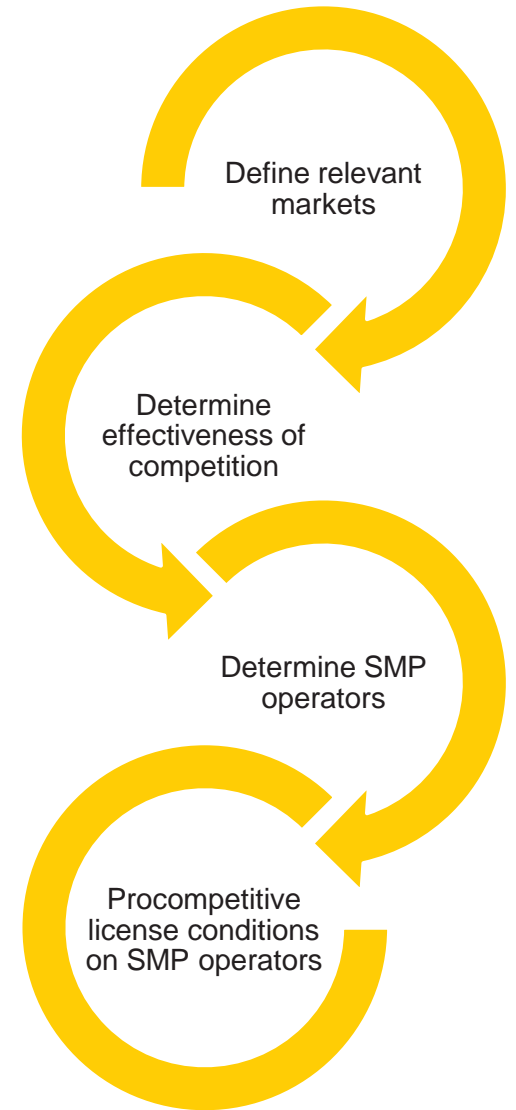 Define relevant
markets
Determine
effectiveness of
competition
Determine SMP
operators
Procompetitive
license conditions
on SMP operators